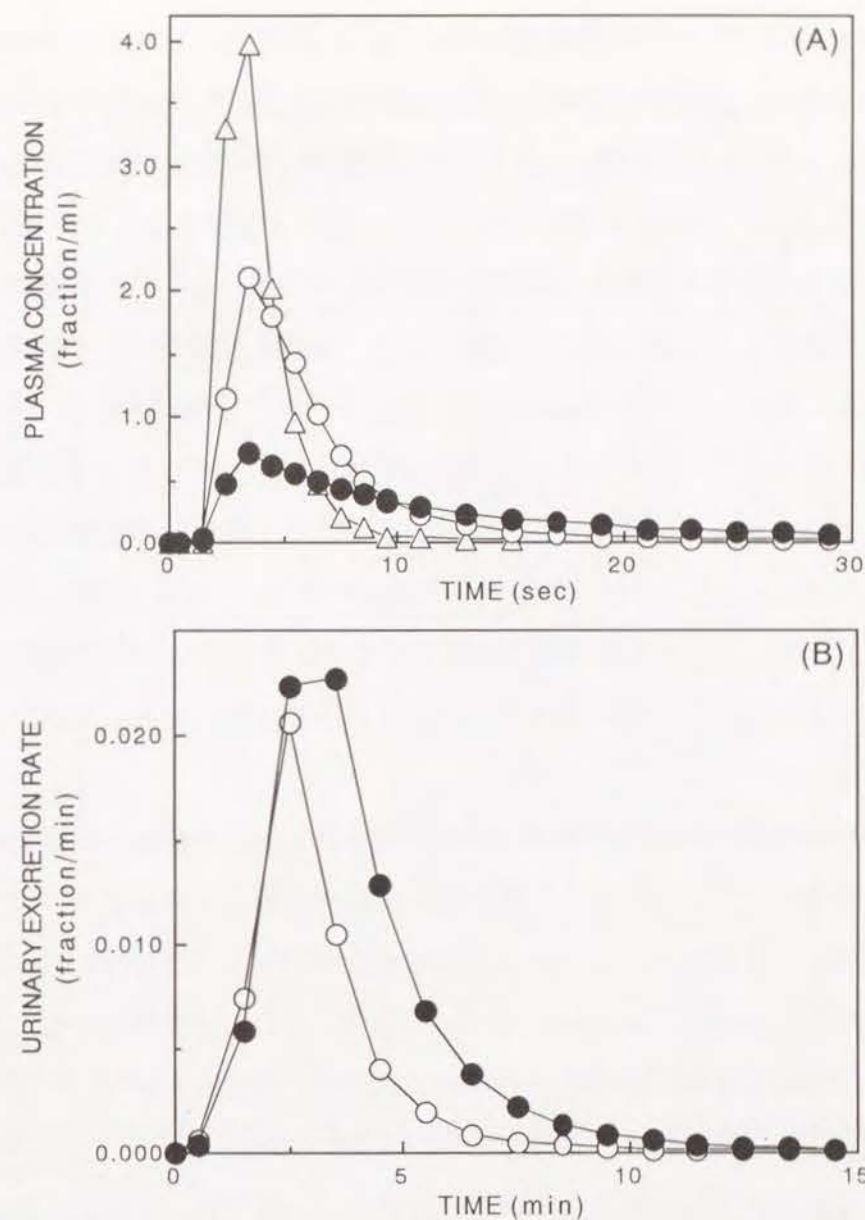 (A)
PLASMA CONCENTRATION
(fraction/ml)
4.0
3.0
2.0
1.0
0.0
0
10
20
30
TIME (sec)
(B)
URINARY EXCRETION RATE
(fraction/min)
0.020
0.010
0.000
0
5
10
15
TIME (min)